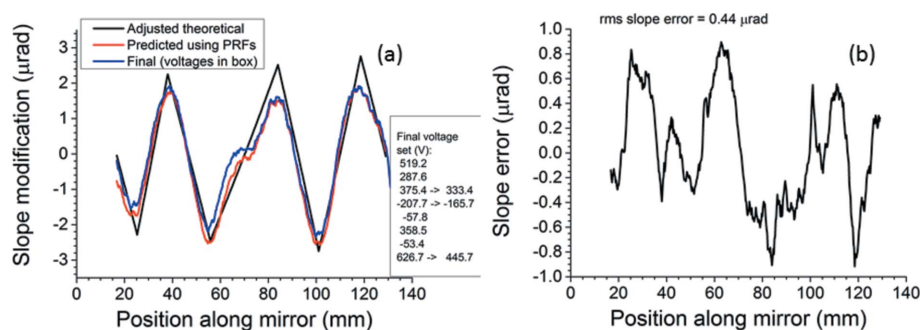 Adjusted theoretical
Predicted using PRFs
Final (voltages in box)
(a)
Slope modification (μrad)
3
2
1
0
-1
-2
-3
0 20 40 60 80 100 120 140
Position along mirror (mm)
Final voltage
set (V):
519.2
287.6
375.4 -> 333.4
-207.7 -> -165.7
-57.8
358.5
-53.4
626.7 -> 445.7
rms slope error = 0.44 μrad
(b)
Slope error (μrad)
1.0
0.8
0.6
0.4
0.2
0.0
-0.2
-0.4
-0.6
-0.8
-1.0
0 20 40 60 80 100 120 140
Position along mirror (mm)